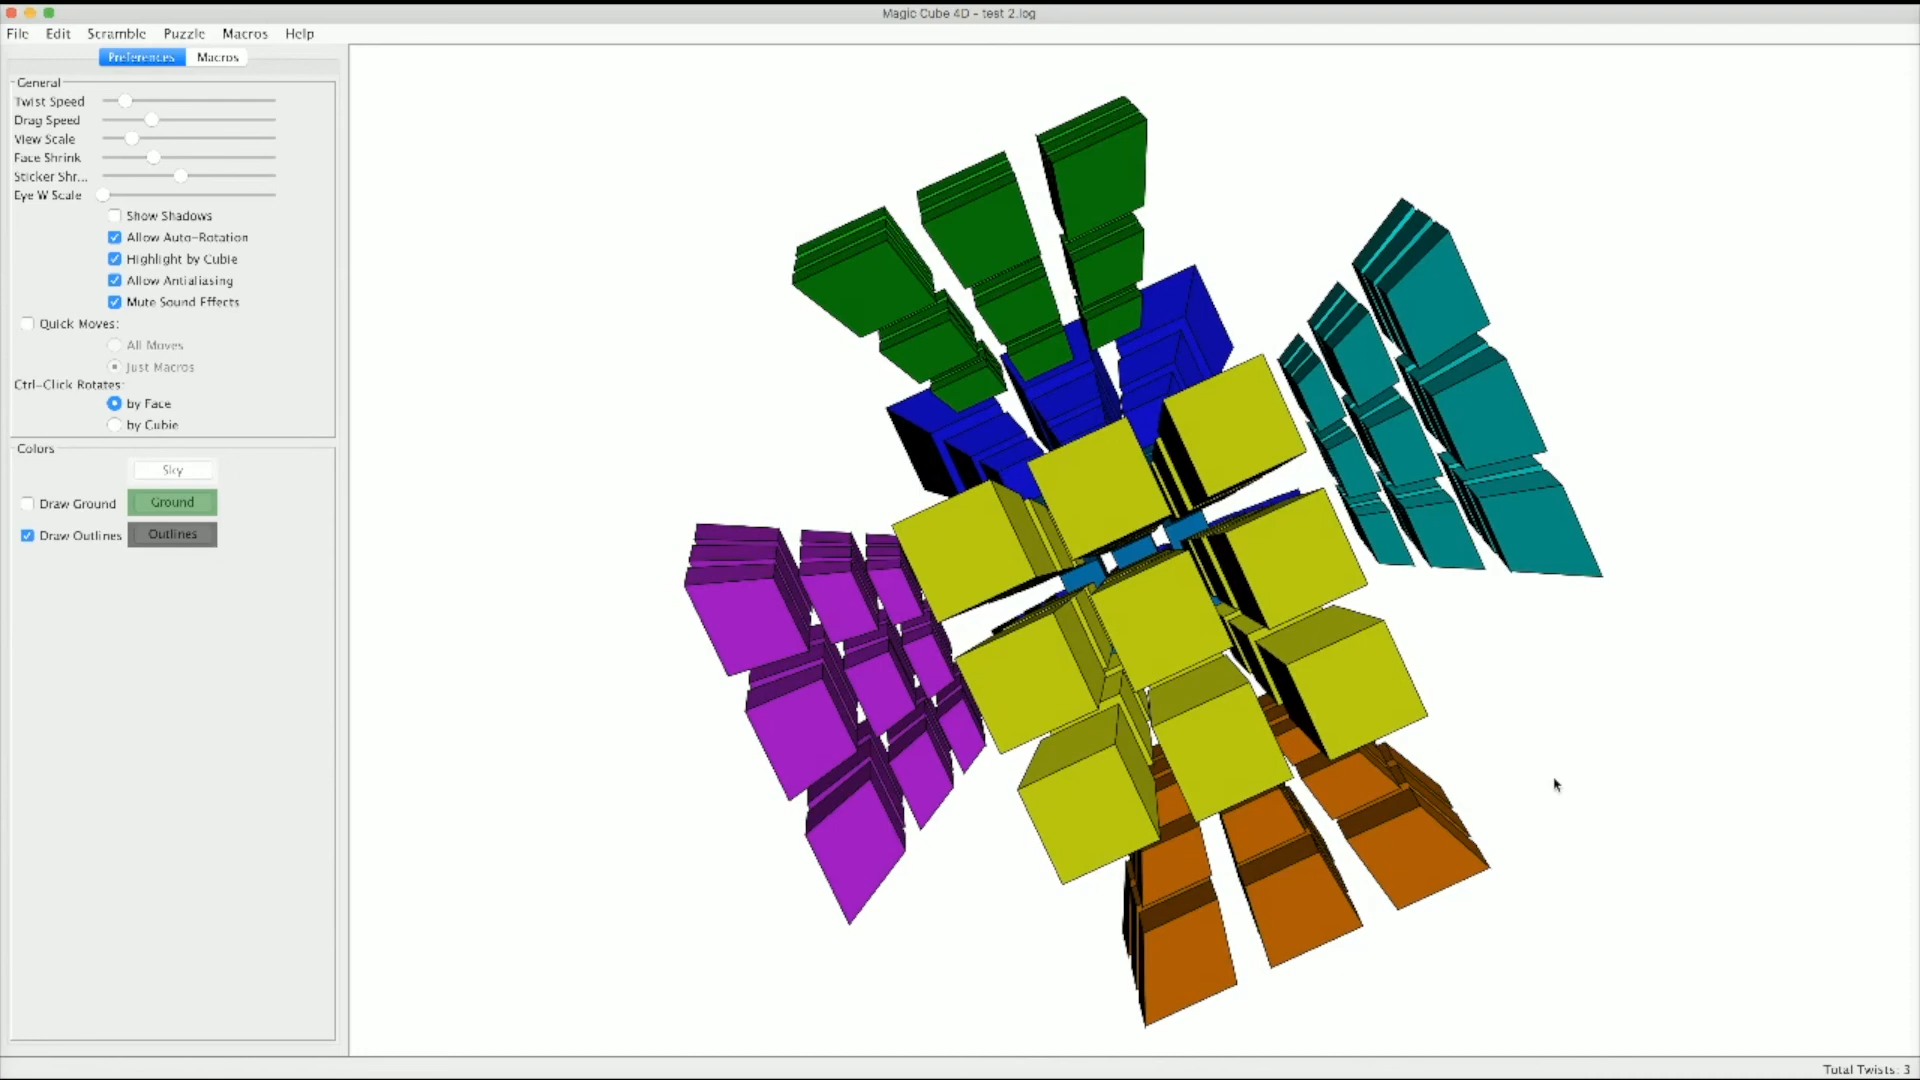 Magic Cube 4D - test 2.log
File Edit Scramble Puzzle Macros Help
Preferences Macros
General
Twist Speed
Drag Speed
View Scale
Face Shrink
Sticker Shr...
Eye W Scale
Show Shadows
Allow Auto-Rotation
Highlight by Cubie
Allow Antialiasing
Mute Sound Effects
Quick Moves:
All Moves
Just Macros
Ctrl-Click Rotates:
by Face
by Cubie
Colors
Sky
Draw Ground Ground
Draw Outlines Outlines
Total Twists: 3